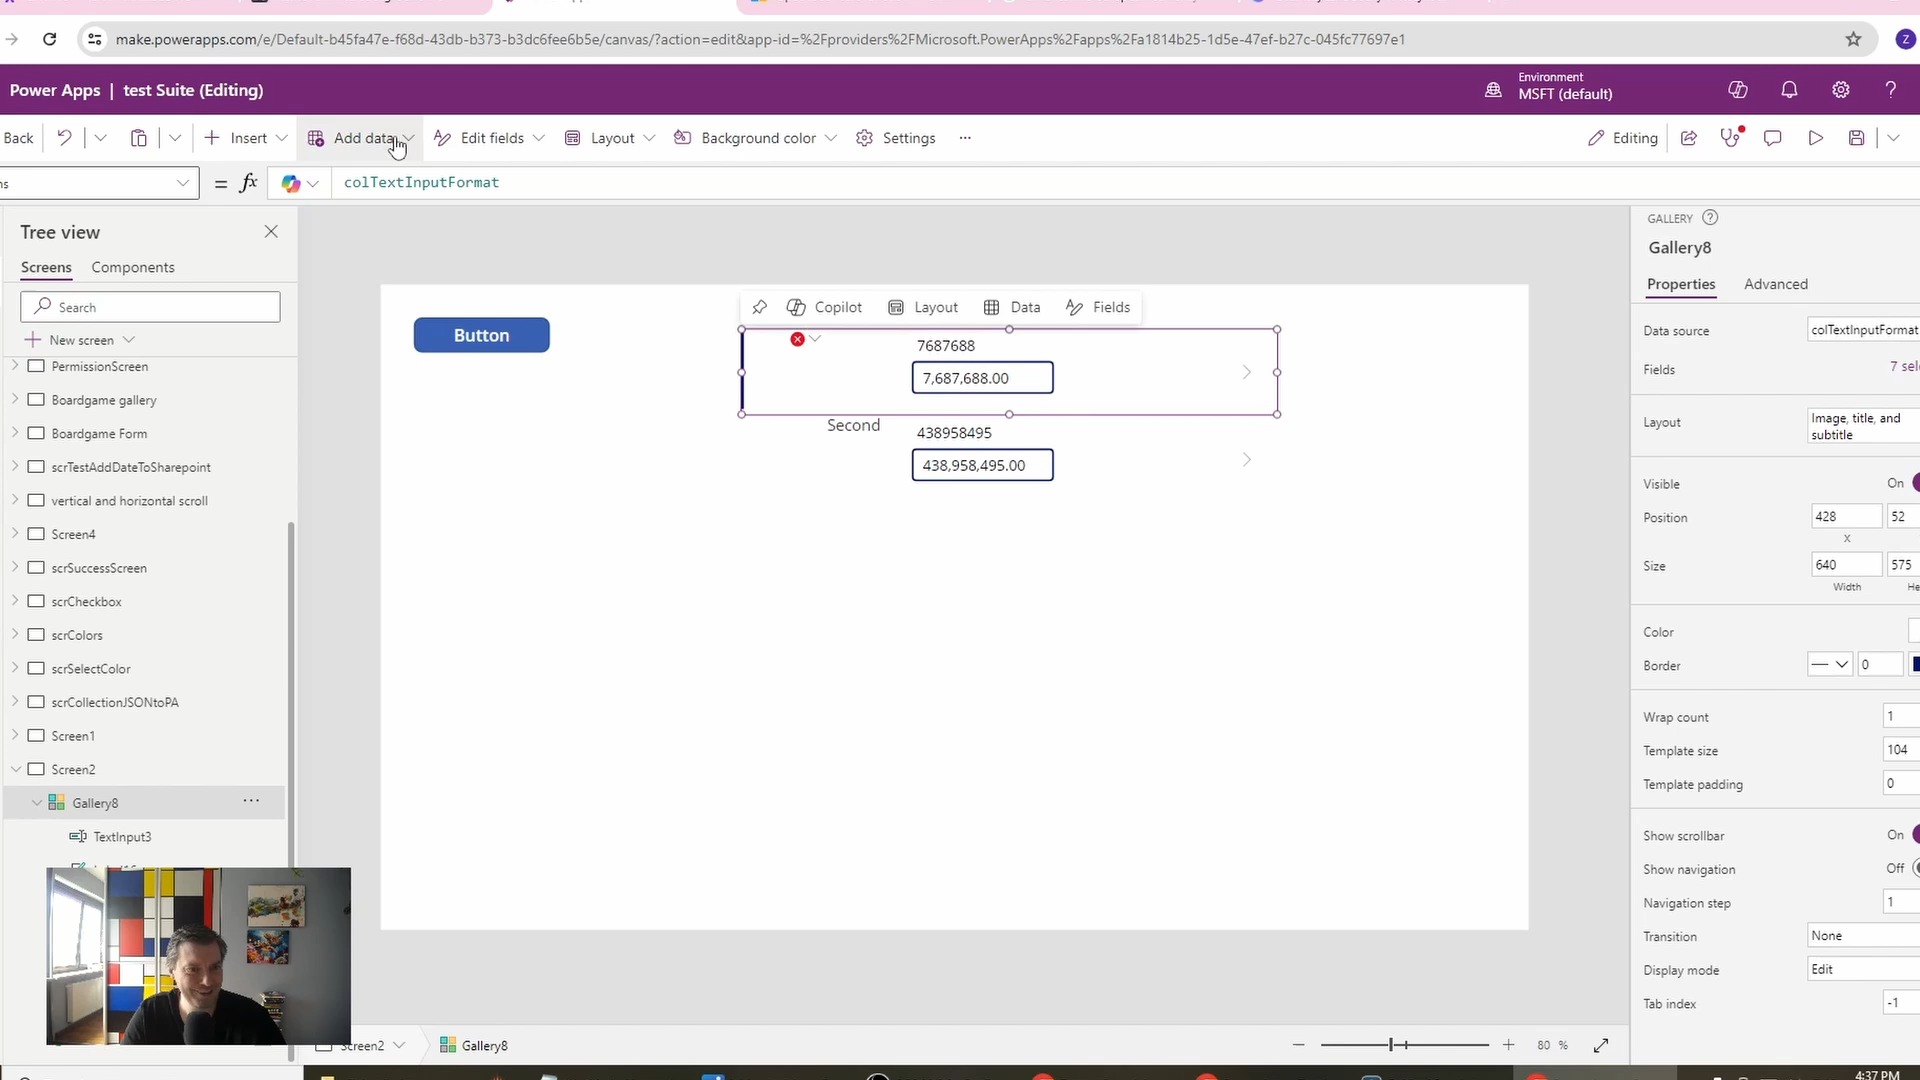 make.powerapps.com/e/Default-b45fa47e-f68d-43db-b373-b3dc6fee6b5e/canvas/?action=edit&app-id=%2Fproviders%2FMicrosoft.PowerApps%2Fapps%2Fa1814b25-1d5e-47ef-b27c-045fc77697e1
Z
Power Apps | test Suite (Editing)
Environment
MSFT (default)
Back
Insert
Add data
Edit fields
Layout
Background color
Settings
Editing
= fx
colTextInputFormat
Tree view
Screens
Components
Search
New screen
PermissionScreen
Boardgame gallery
Boardgame Form
scrTestAddDateToSharepoint
vertical and horizontal scroll
Screen4
scrSuccessScreen
scrCheckbox
scrColors
scrSelectColor
scrCollectionJSONtoPA
Screen1
Screen2
Gallery8
TextInput3
Button
Copilot
Layout
Data
Fields
7687688
7,687,688.00
Second
438958495
438,958,495.00
GALLERY
Gallery8
Properties
Advanced
Data source
colTextInputFormat
Fields
7 sel
Layout
Image, title, and
subtitle
Visible
On
Position
428
52
X
Size
640
575
Width
He
Color
Border
0
Wrap count
1
Template size
104
Template padding
0
Show scrollbar
On
Show navigation
Off
Navigation step
1
Transition
None
Display mode
Edit
Tab index
-1
Screen2
Gallery8
80 %
4:37 PM